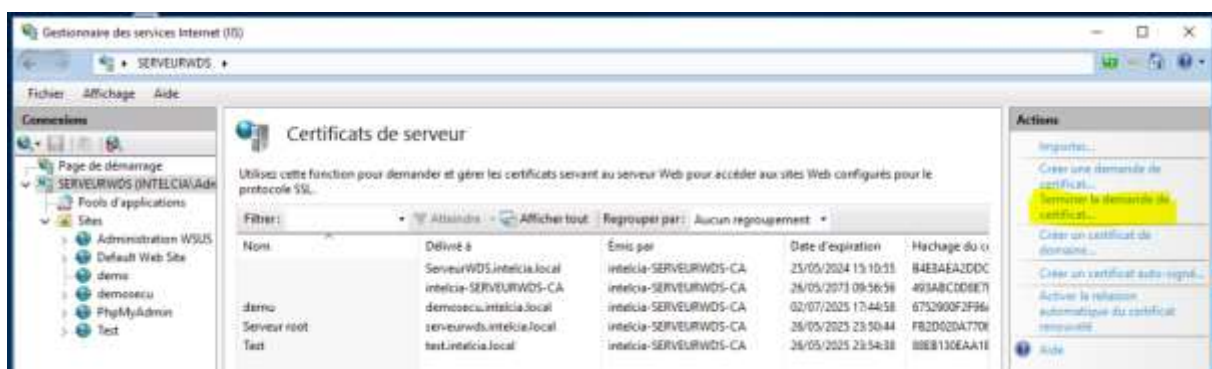 Gestionnaire des services Internet (IIS)
SERVEURWDS
Fichier Affichage Aide
Connexions
Page de démarrage
SERVEURWDS (INTELCIA\Adm
Pools d'applications
Sites
Administration WSUS
Default Web Site
demo
demosecu
PhpMyAdmin
Test
Certificats de serveur
Utilisez cette fonction pour demander et gérer les certificats servant au serveur Web pour accéder aux sites Web configurés pour le
protocole SSL.
Filtrer : Atteindre Afficher tout Regrouper par : Aucun regroupement
Nom Délivré à Émis par Date d'expiration Hachage du ce
ServeurWDS.intelcia.local intelcia-SERVEURWDS-CA 25/05/2024 15:10:55
intelcia-SERVEURWDS-CA intelcia-SERVEURWDS-CA 26/05/2073 09:56:56
demo demosecu.intelcia.local intelcia-SERVEURWDS-CA 02/07/2025 17:44:58
Serveur root serveurwds.intelcia.local intelcia-SERVEURWDS-CA 26/05/2025 23:50:44
Test test.intelcia.local intelcia-SERVEURWDS-CA 26/05/2025 23:54:38
Actions
Importer...
Créer une demande de
certificat...
Terminer la demande de
certificat...
Créer un certificat de
domaine...
Créer un certificat auto-signé...
Activer la reliaison
automatique du certificat
renouvelé
Aide